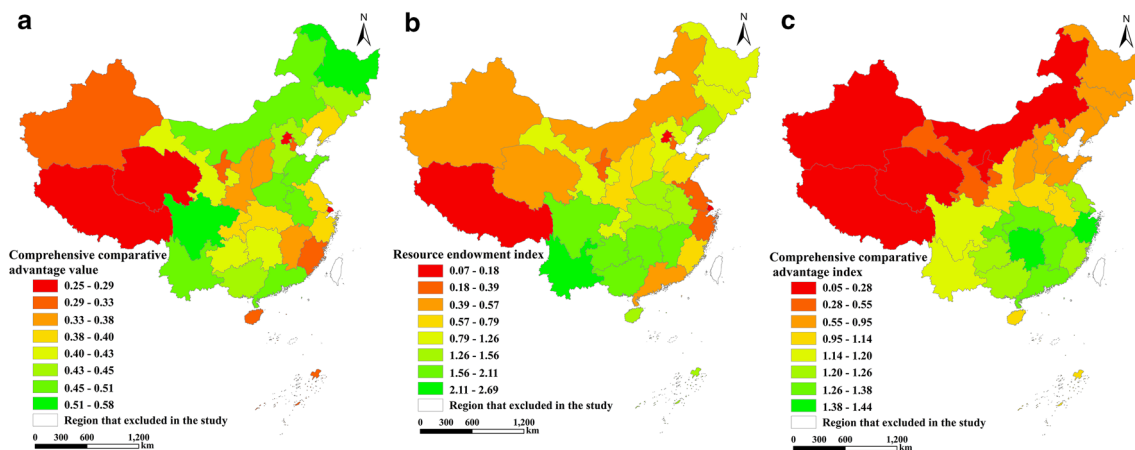 a
N
Comprehensive comparative
advantage value
0.25 - 0.29
0.29 - 0.33
0.33 - 0.38
0.38 - 0.40
0.40 - 0.43
0.43 - 0.45
0.45 - 0.51
0.51 - 0.58
Region that excluded in the study
0 300 600 1,200
km
b
N
Resource endowment index
0.07 - 0.18
0.18 - 0.39
0.39 - 0.57
0.57 - 0.79
0.79 - 1.26
1.26 - 1.56
1.56 - 2.11
2.11 - 2.69
Region that excluded in the study
0 300 600 1,200
km
c
N
Comprehensive comparative
advantage index
0.05 - 0.28
0.28 - 0.55
0.55 - 0.95
0.95 - 1.14
1.14 - 1.20
1.20 - 1.26
1.26 - 1.38
1.38 - 1.44
Region that excluded in the study
0 300 600 1,200
km